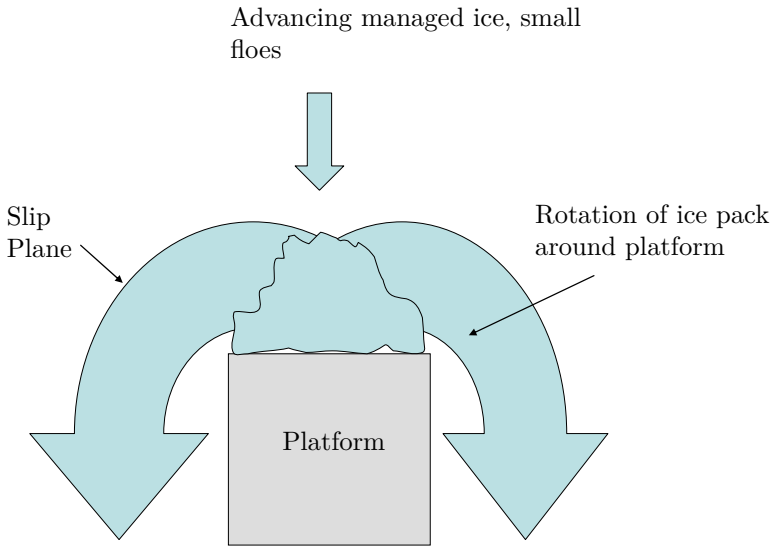 Advancing managed ice, small
floes
Slip
Plane
Rotation of ice pack
around platform
Platform